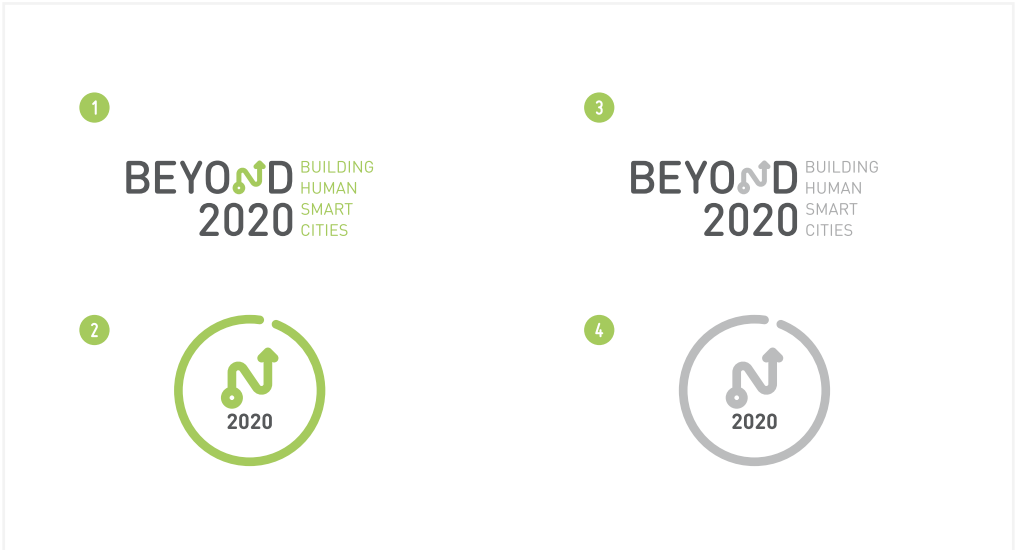 1
BEYOND BUILDING
HUMAN
2020 SMART
CITIES
2
2020
3
BEYOND BUILDING
HUMAN
2020 SMART
CITIES
4
2020